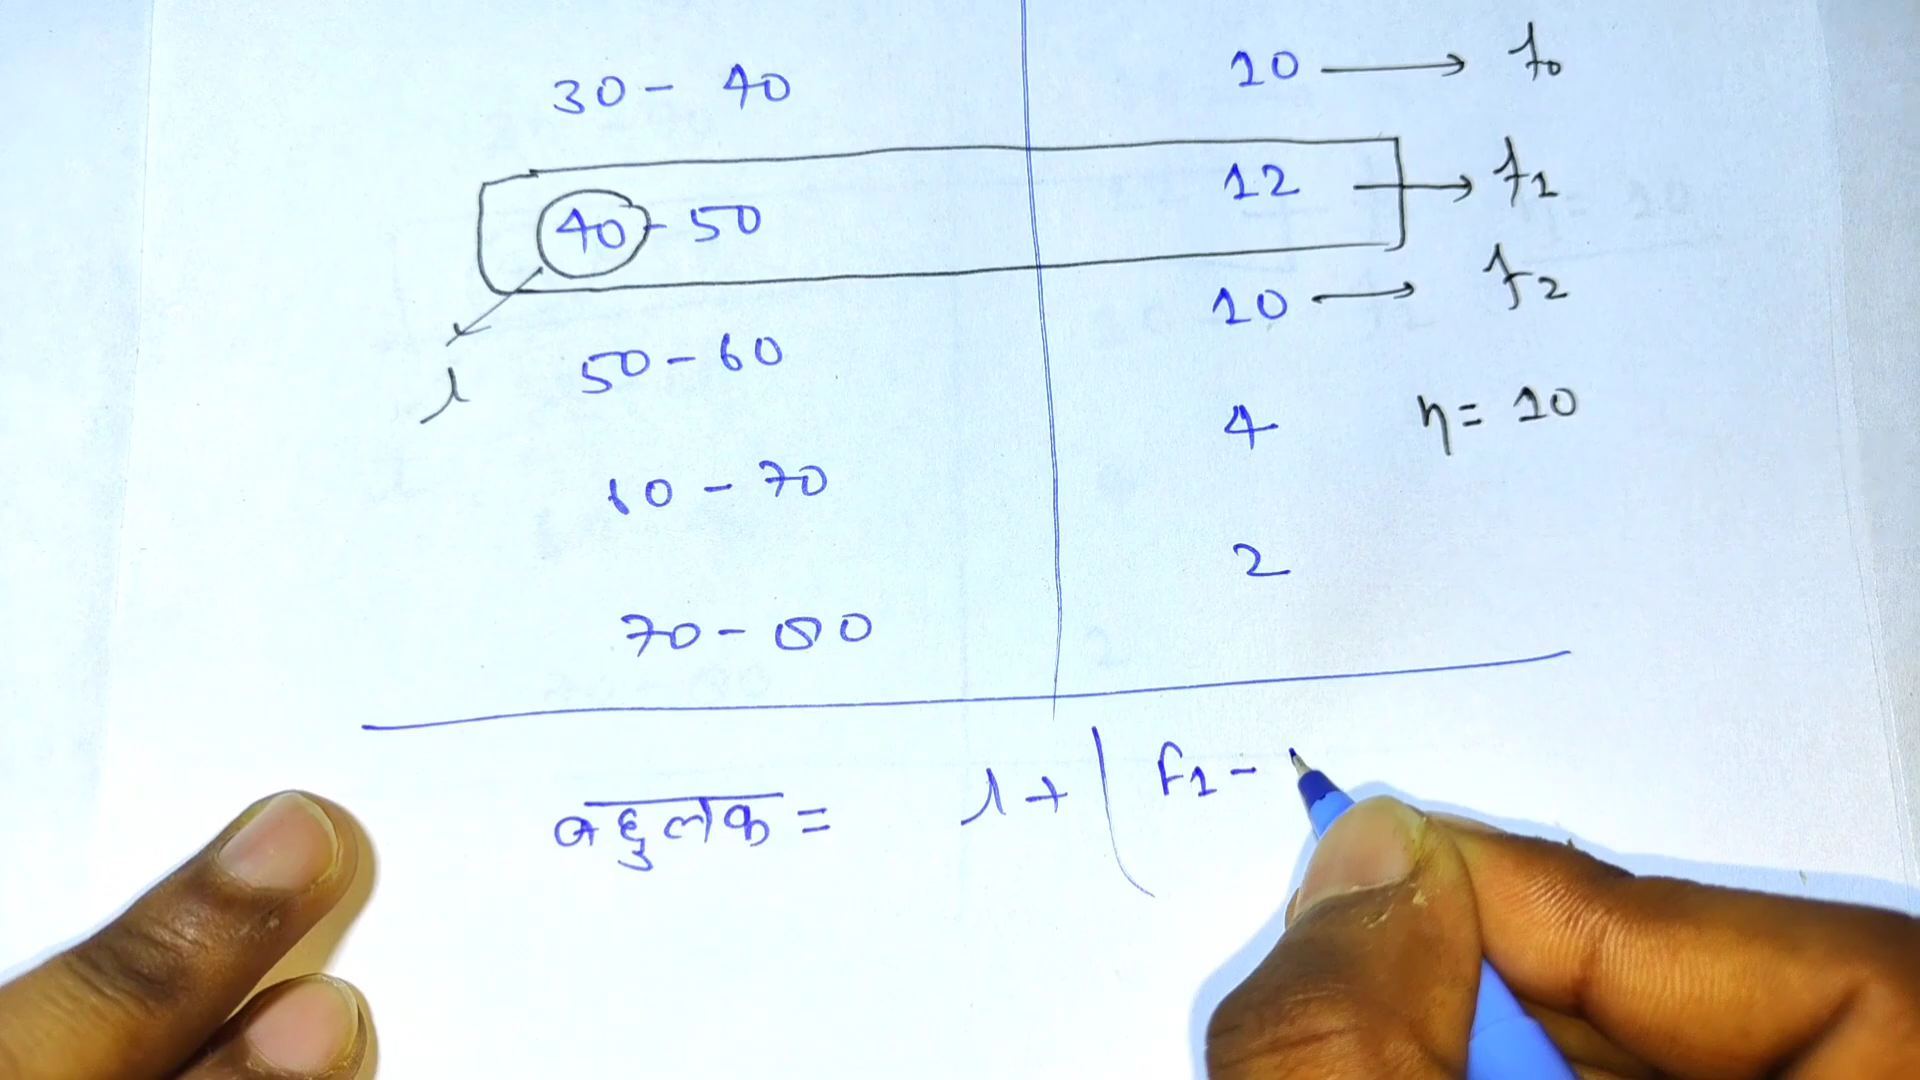 30 - 40 10 → f₀
40 - 50 12 → f₁
50 - 60 10 → f₂
l
60 - 70 4 η = 10
70 - 80 2
बहुलक = l + ( F₁ -